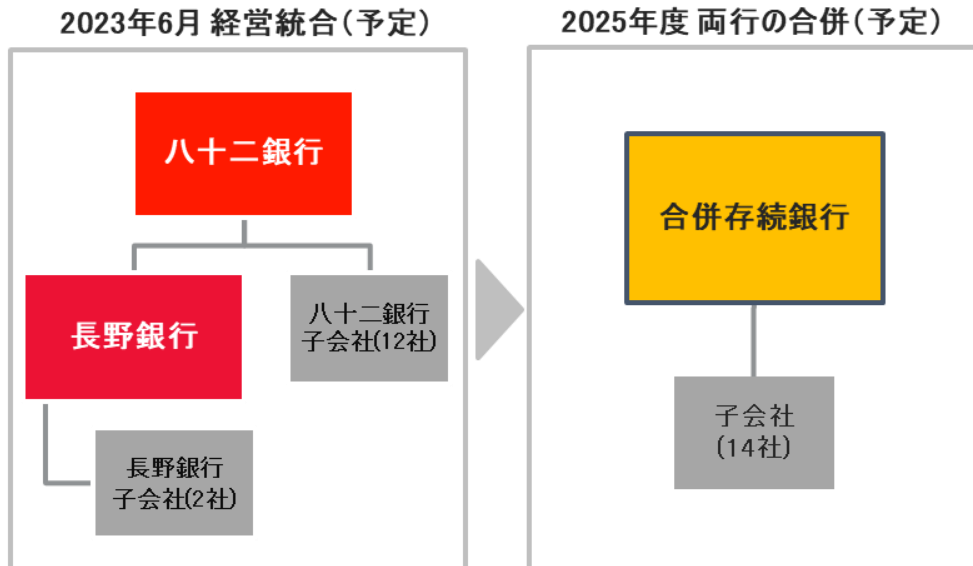 2023年6月 経営統合(予定)
八十二銀行
長野銀行
八十二銀行
子会社(12社)
長野銀行
子会社(2社)
2025年度 両行の合併(予定)
合併存続銀行
子会社
(14社)